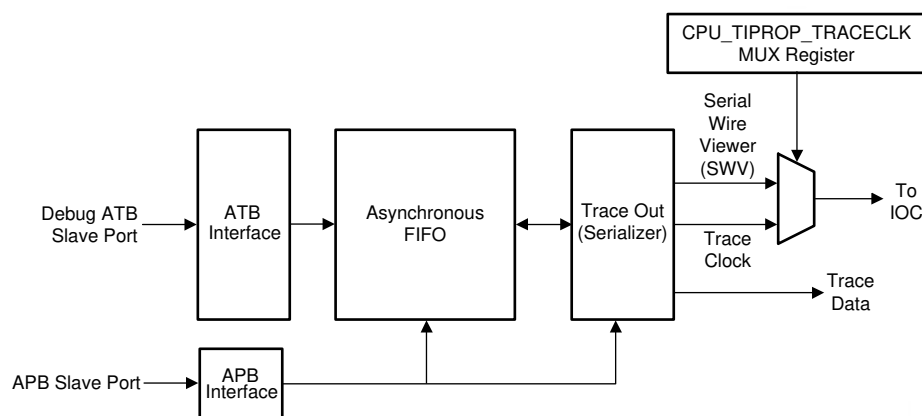 CPU_TIPROP_TRACECLK
MUX Register
Serial
Wire
Viewer
(SWV)
To
IOC
Debug ATB
Slave Port
ATB
Interface
Asynchronous
FIFO
Trace Out
(Serializer)
Trace
Clock
Trace
Data
APB Slave Port
APB
Interface